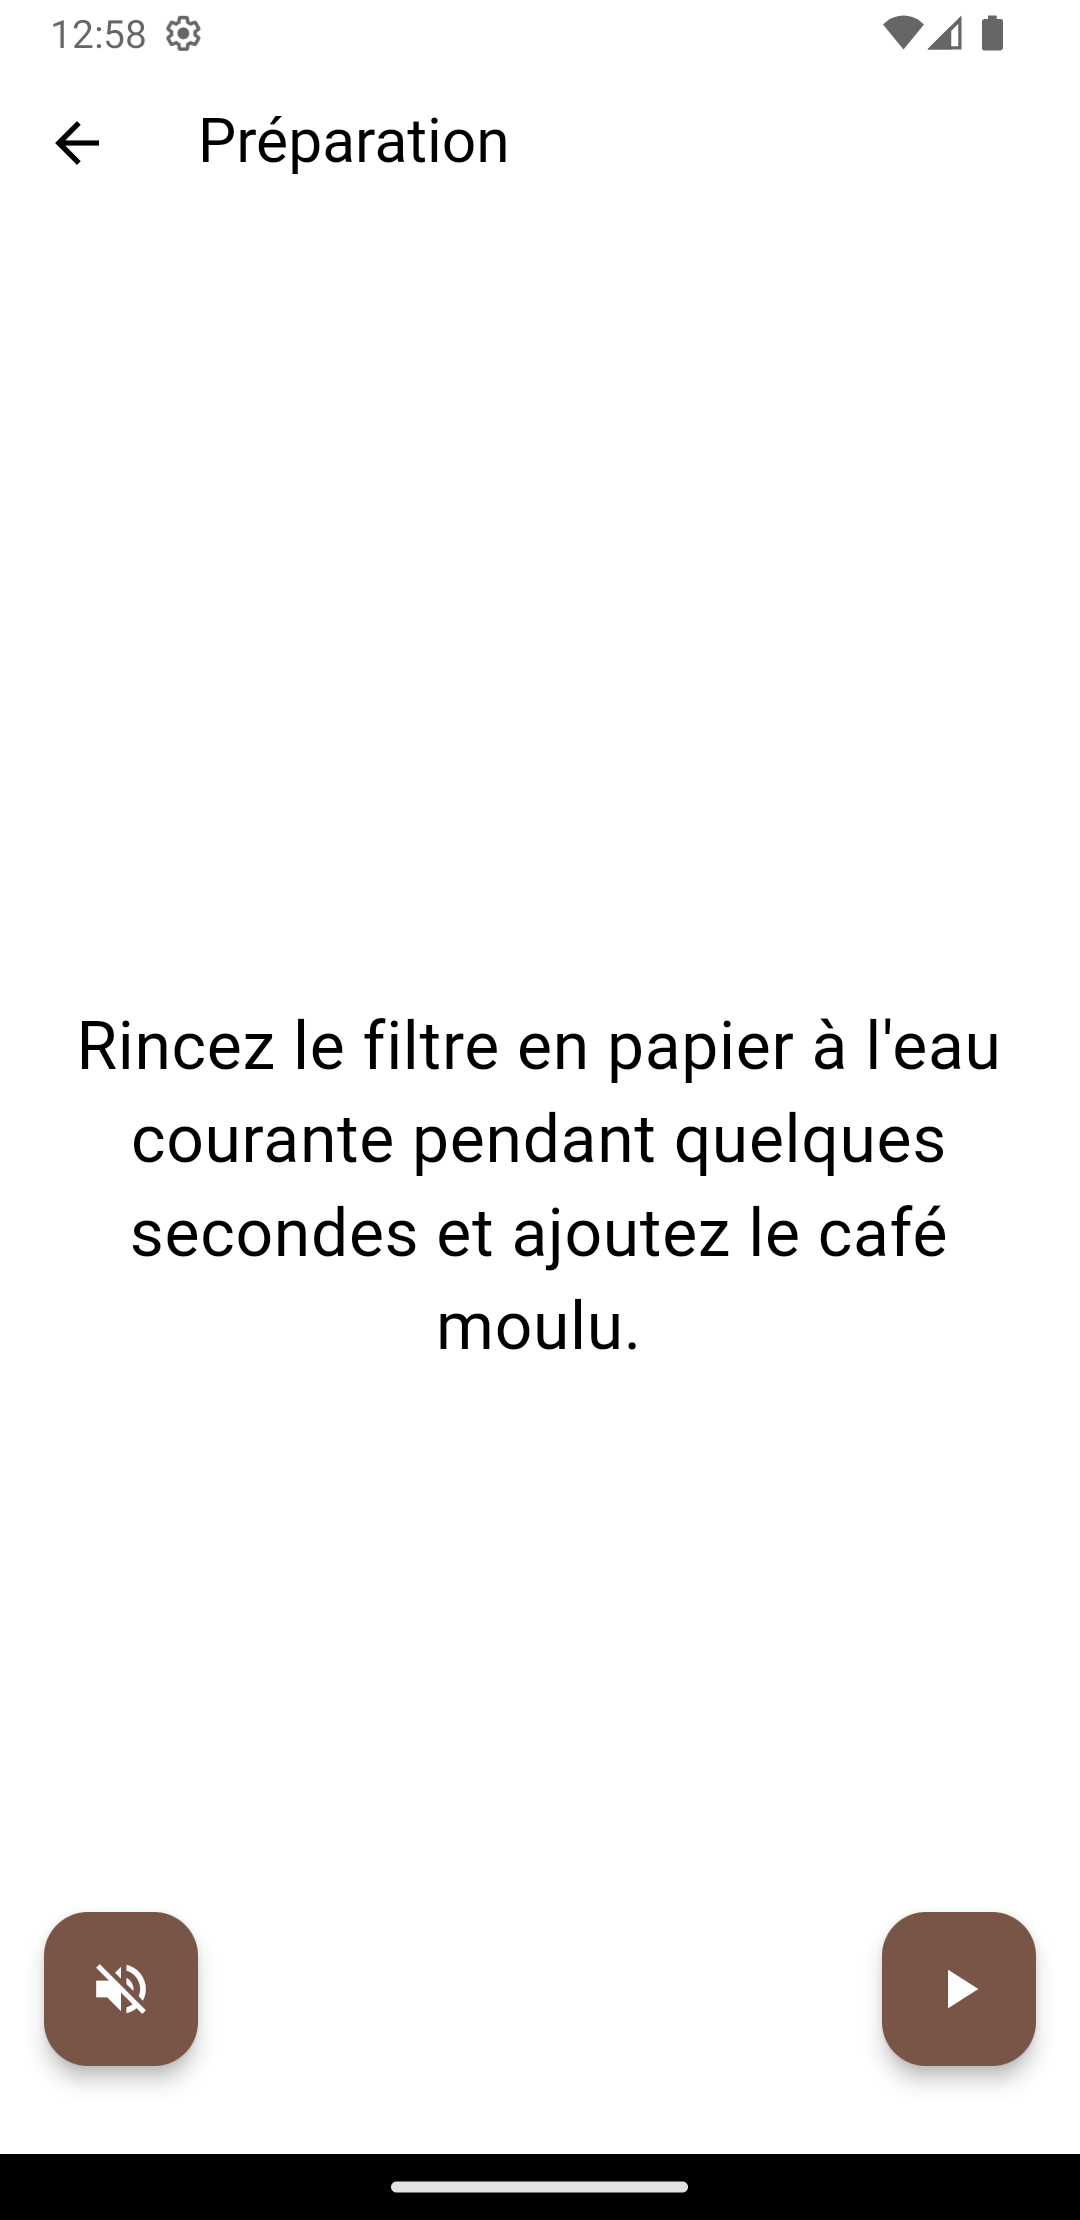 12:58
Préparation
Rincez le filtre en papier à l'eau
courante pendant quelques
secondes et ajoutez le café
moulu.